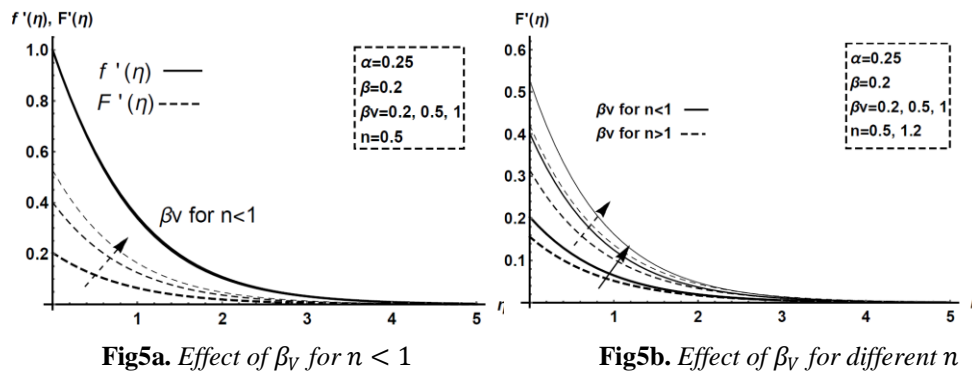 f '(η), F'(η)
1.0
0.8
0.6
0.4
0.2
f '(η)
F '(η)
α=0.25
β=0.2
βv=0.2, 0.5, 1
n=0.5
βv for n<1
1 2 3 4 5
Fig5a. Effect of βV for n < 1
F'(η)
0.6
0.5
0.4
0.3
0.2
0.1
0.0
βv for n<1
βv for n>1
α=0.25
β=0.2
βv=0.2, 0.5, 1
n=0.5, 1.2
1 2 3 4 5
Fig5b. Effect of βV for different n